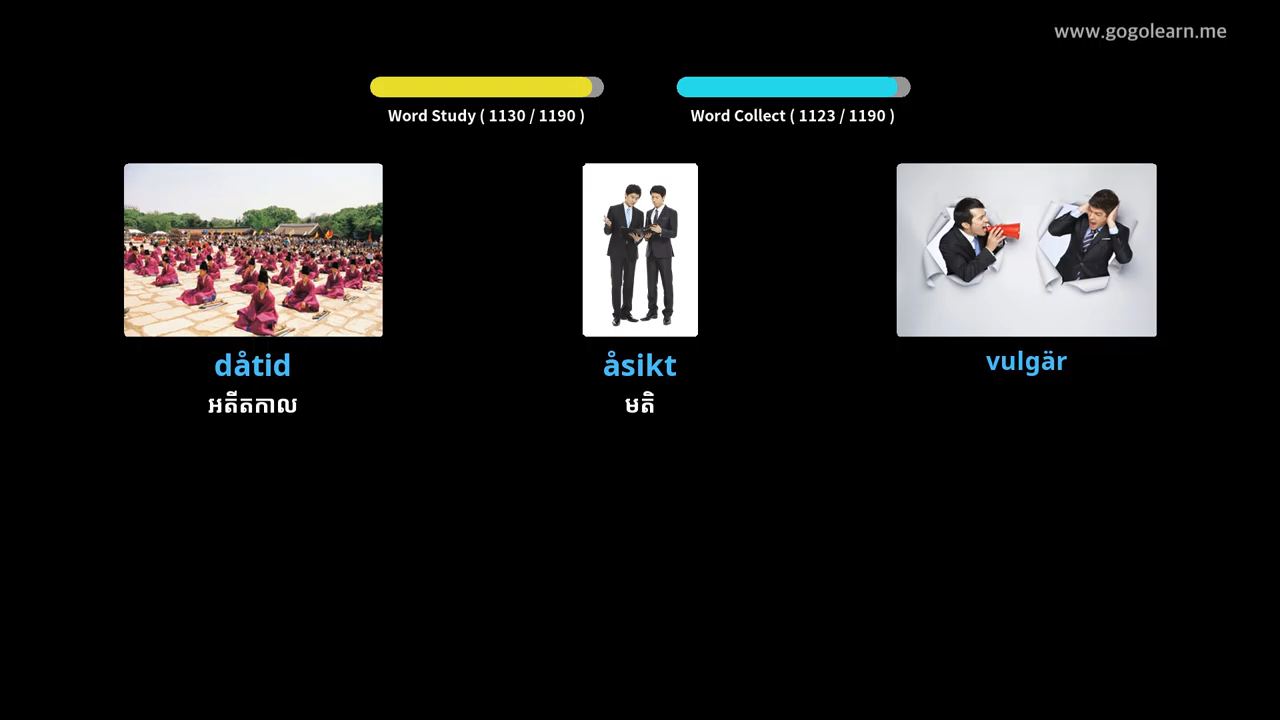 www.gogolearn.me
Word Study ( 1130 / 1190 )
Word Collect ( 1123 / 1190 )
dåtid
åsikt
vulgär
អតីតកាល
មតិ